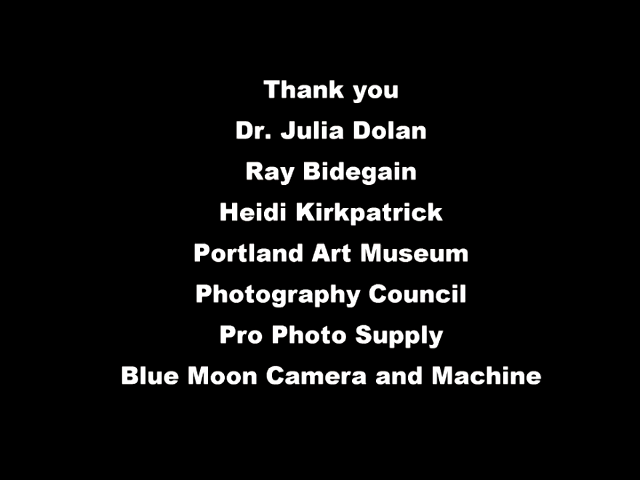 Thank you
Dr. Julia Dolan
Ray Bidegain
Heidi Kirkpatrick
Portland Art Museum
Photography Council
Pro Photo Supply
Blue Moon Camera and Machine